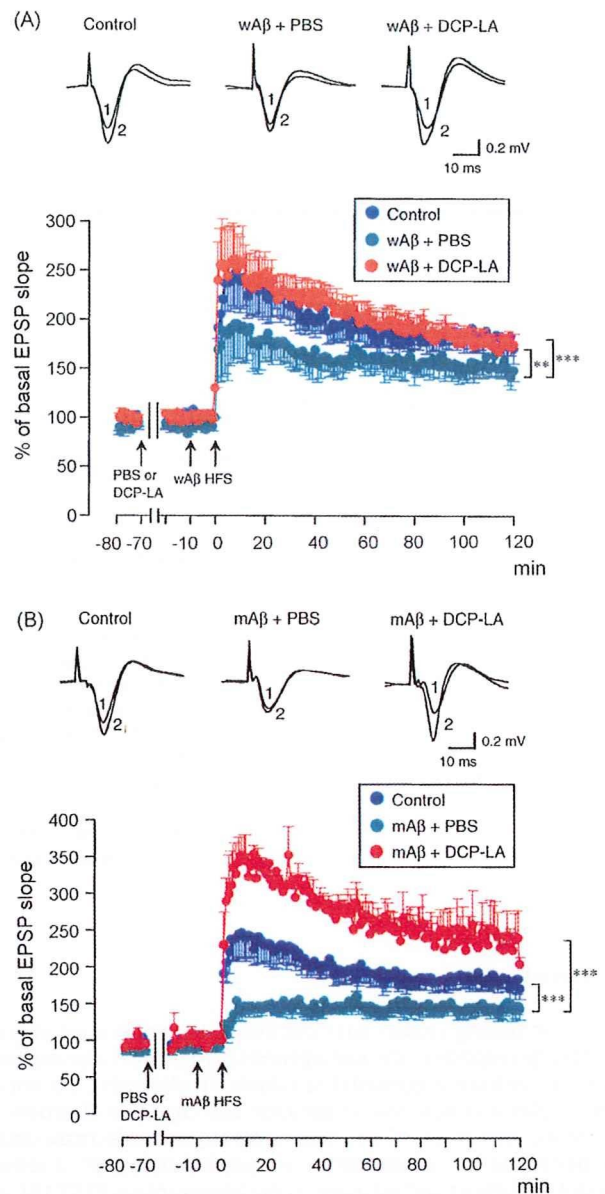 (A)
Control
wAβ + PBS
wAβ + DCP-LA
1
2
1
2
1
2
0.2 mV
10 ms
% of basal EPSP slope
300
250
200
150
100
50
0
Control
wAβ + PBS
wAβ + DCP-LA
** ***
PBS or
DCP-LA
wAβ HFS
-80 -70 -10 0 20 40 60 80 100 120
min
(B)
Control
mAβ + PBS
mAβ + DCP-LA
1
2
1
2
1
2
0.2 mV
10 ms
% of basal EPSP slope
400
350
300
250
200
150
100
50
0
Control
mAβ + PBS
mAβ + DCP-LA
*** ***
PBS or
DCP-LA
mAβ HFS
-80 -70 -10 0 20 40 60 80 100 120
min